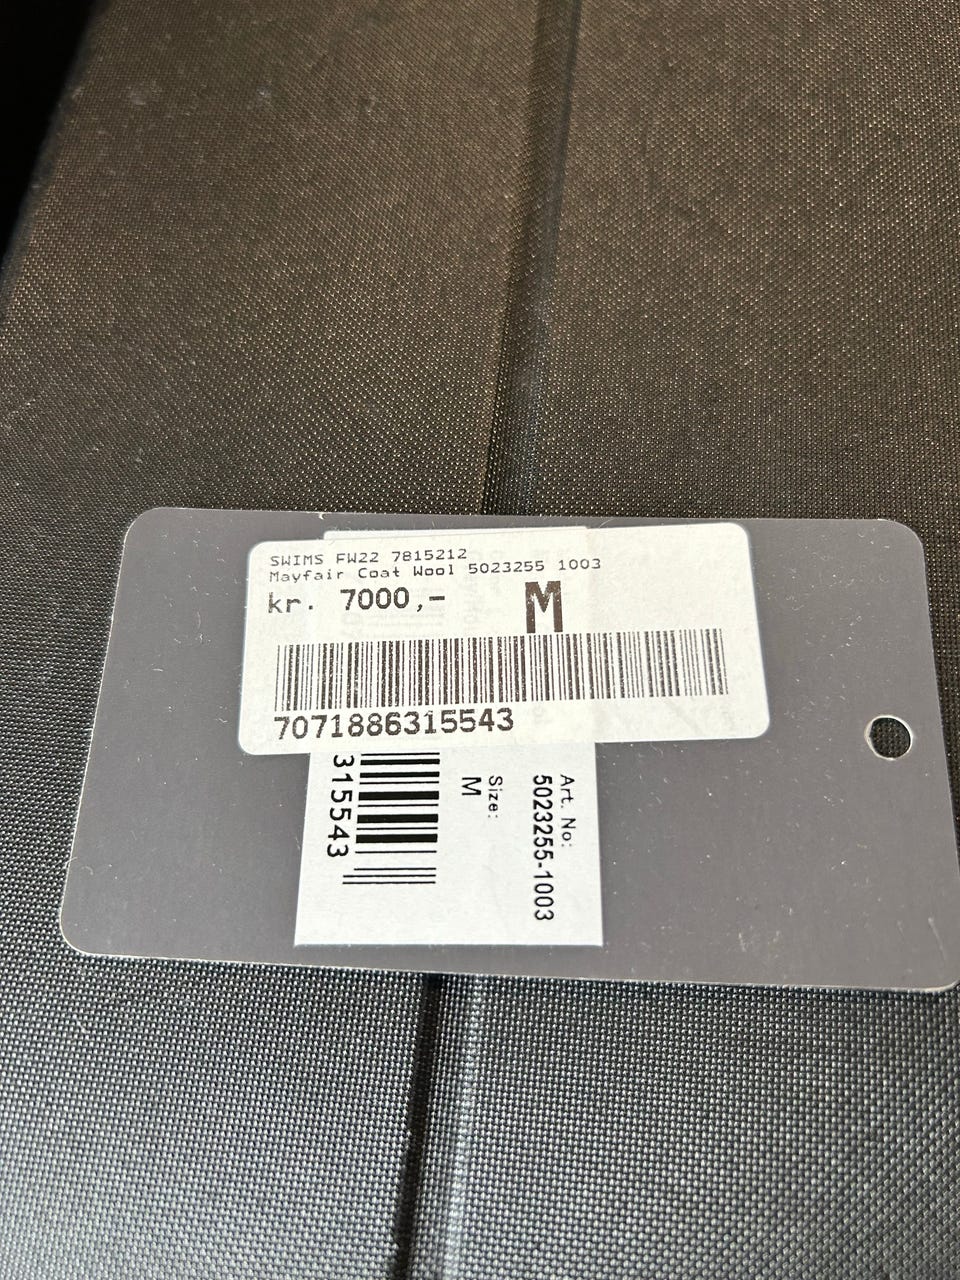 SWIMS FW22 7815212
Mayfair Coat Wool 5023255 1003
kr. 7000,-
M
7071886315543
315543
Size:
M
Art. No:
5023255-1003